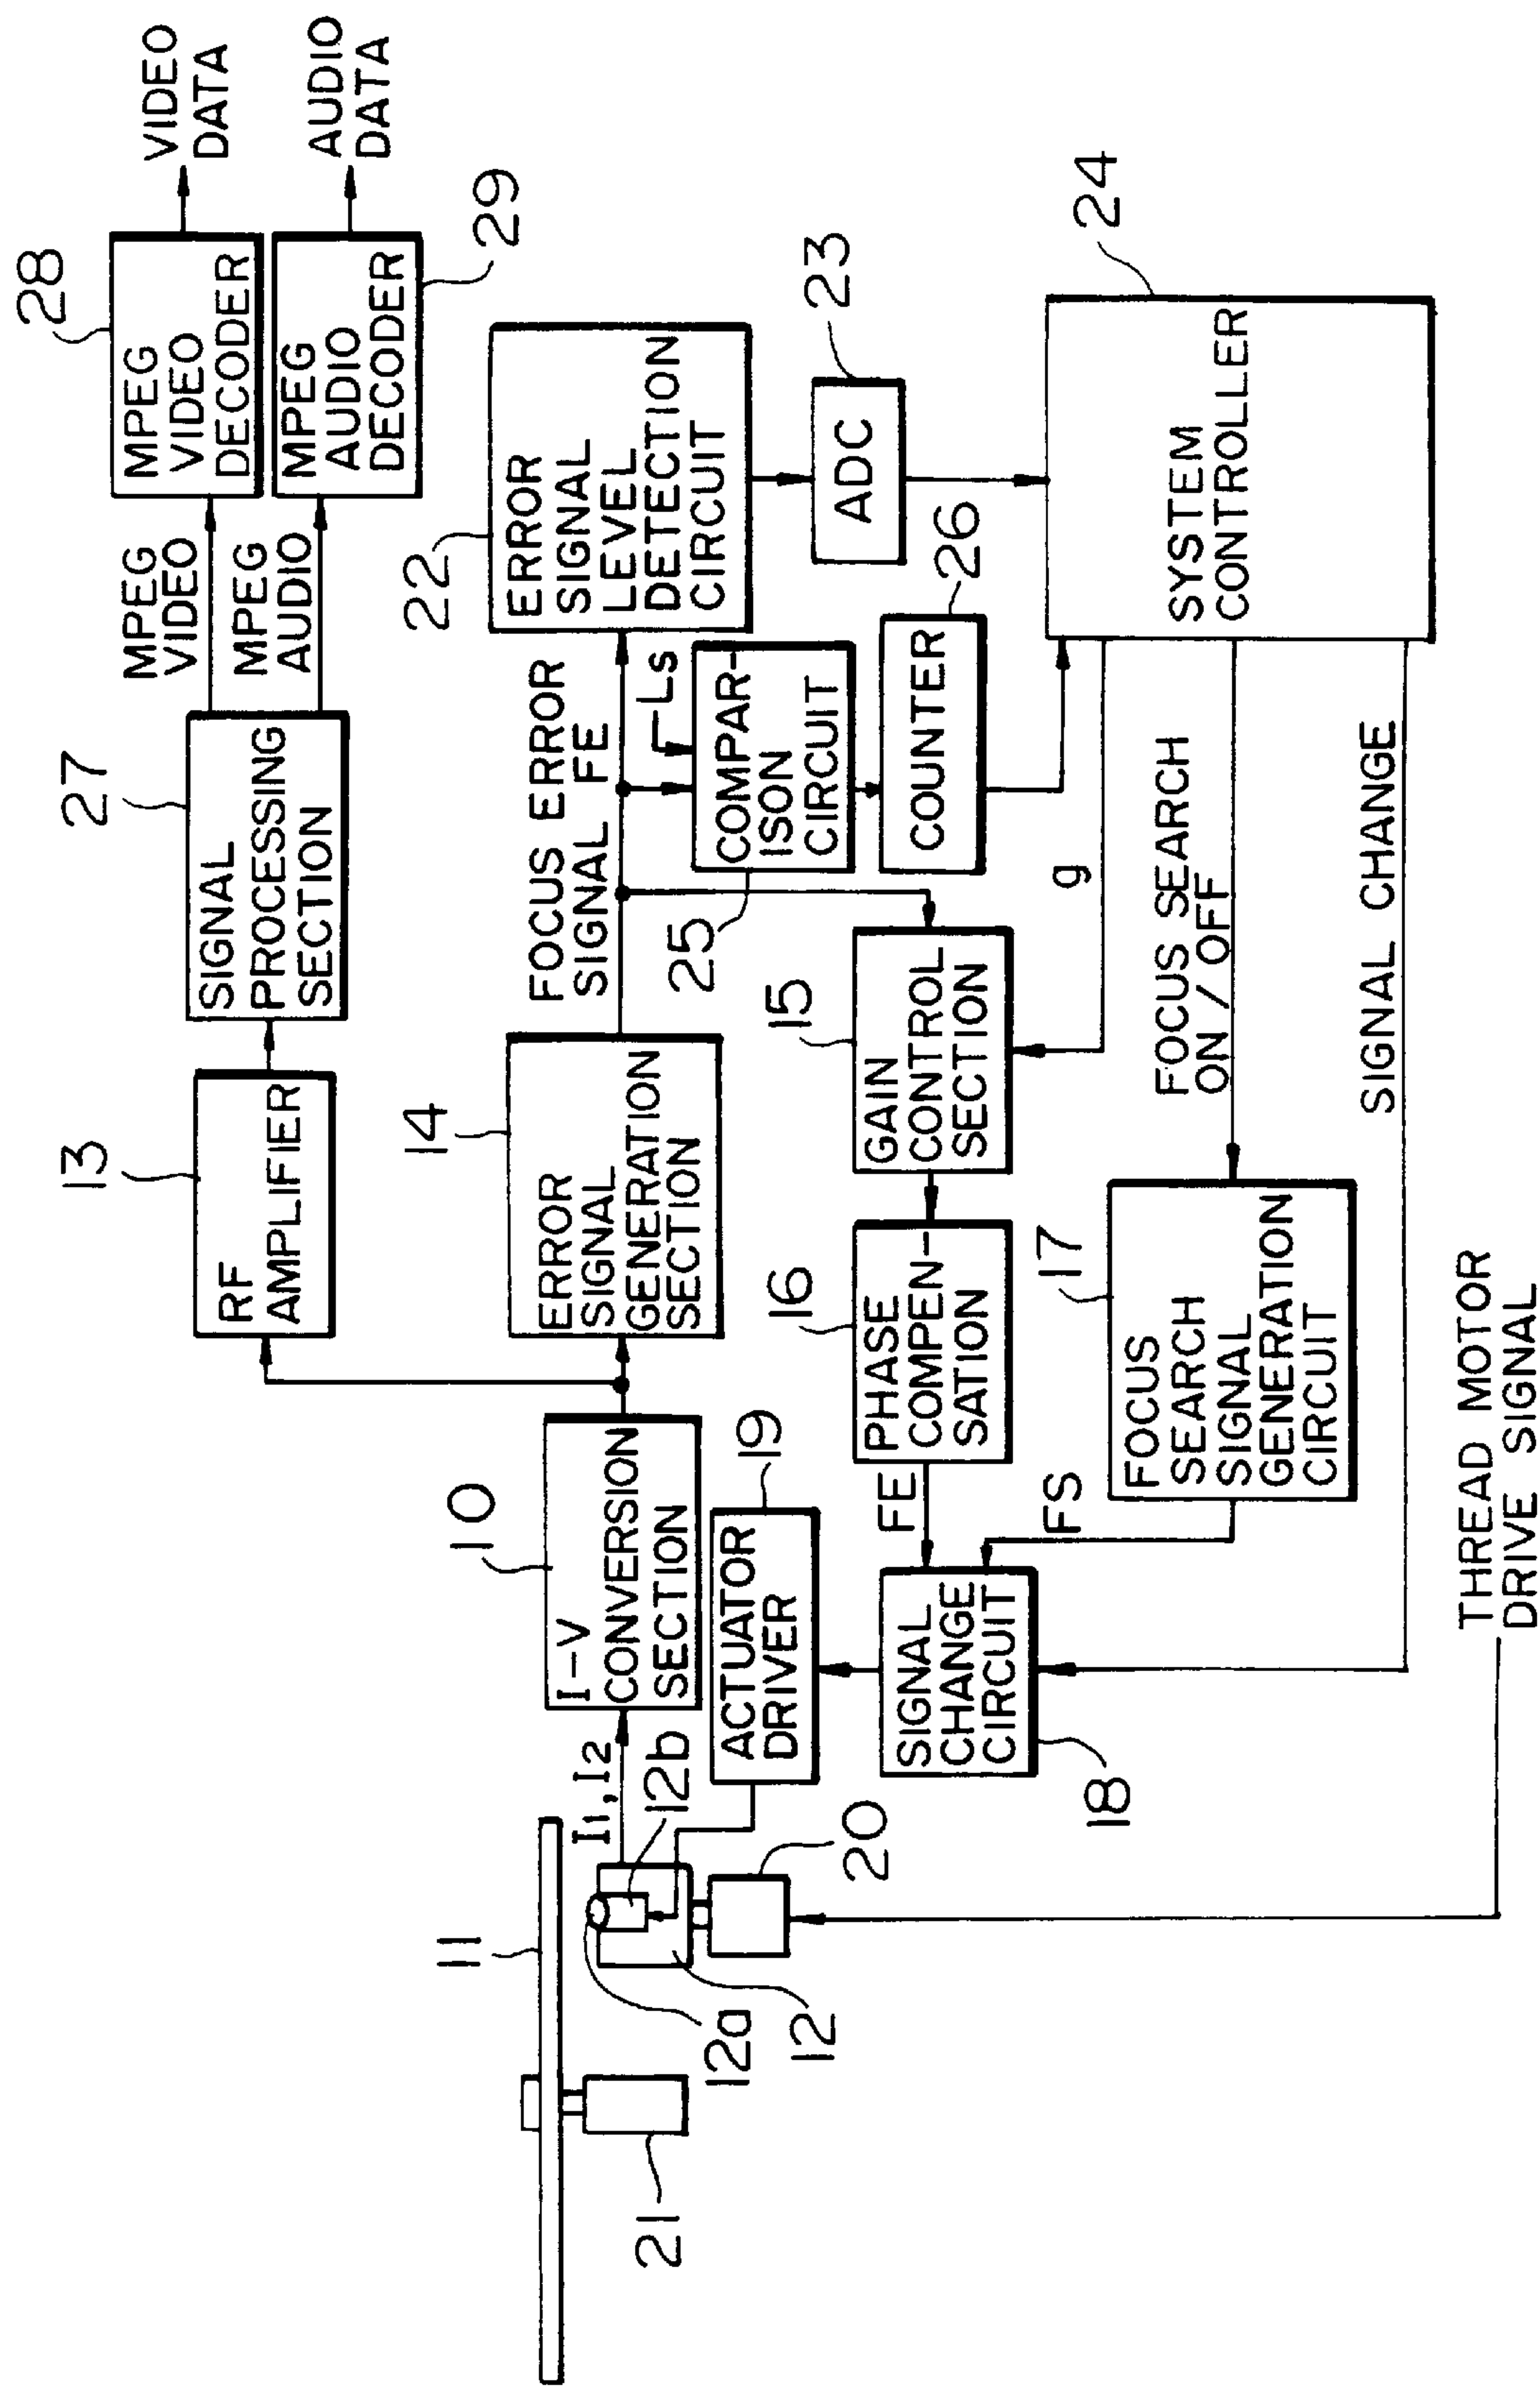 28
MPEG
VIDEO
DECODER
VIDEO
DATA
MPEG
AUDIO
DECODER
AUDIO
DATA
29
MPEG
VIDEO
MPEG
AUDIO
27
SIGNAL
PROCESSING
SECTION
13
RF
AMPLIFIER
22
ERROR
SIGNAL
LEVEL
DETECTION
CIRCUIT
FOCUS ERROR
SIGNAL FE
Ls
14
ERROR
SIGNAL
GENERATION
SECTION
10
I-V
CONVERSION
SECTION
I1, I2
11
12b
12a
12
20
21
19
ACTUATOR
DRIVER
25
COMPAR-
ISON
CIRCUIT
23
ADC
26
COUNTER
15
GAIN
CONTROL
SECTION
16
PHASE
COMPEN-
SATION
FE
FS
18
SIGNAL
CHANGE
CIRCUIT
17
FOCUS
SEARCH
SIGNAL
GENERATION
CIRCUIT
g
24
SYSTEM
CONTROLLER
FOCUS SEARCH
ON / OFF
SIGNAL CHANGE
THREAD MOTOR
DRIVE SIGNAL